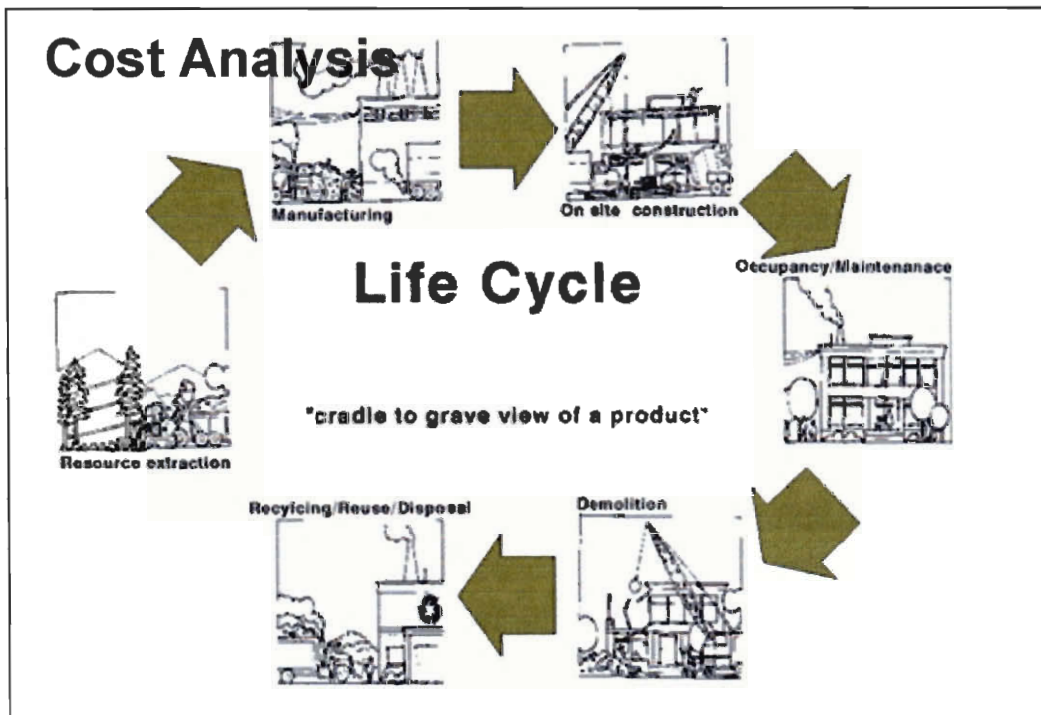 Cost Analysis
Manufacturing
On site construction
Occupancy/Maintenanace
Life Cycle
"cradle to grave view of a product"
Resource extraction
Recyfcing/Reuse/Disposal
Demolition